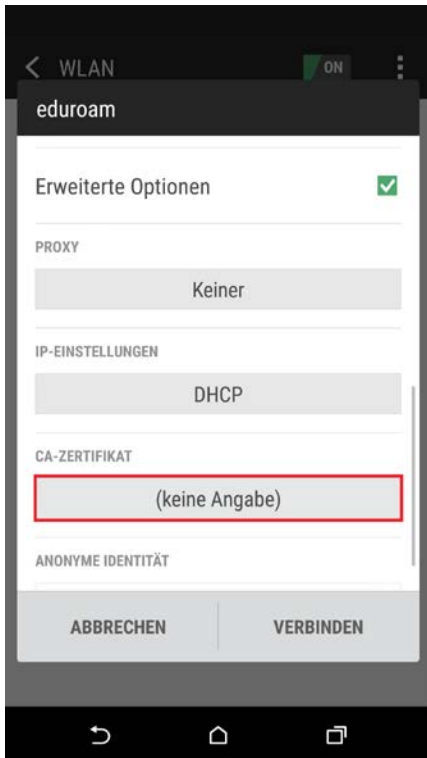 WLAN
ON
eduroam
Erweiterte Optionen
PROXY
Keiner
IP-EINSTELLUNGEN
DHCP
CA-ZERTIFIKAT
(keine Angabe)
ANONYME IDENTITÄT
ABBRECHEN VERBINDEN